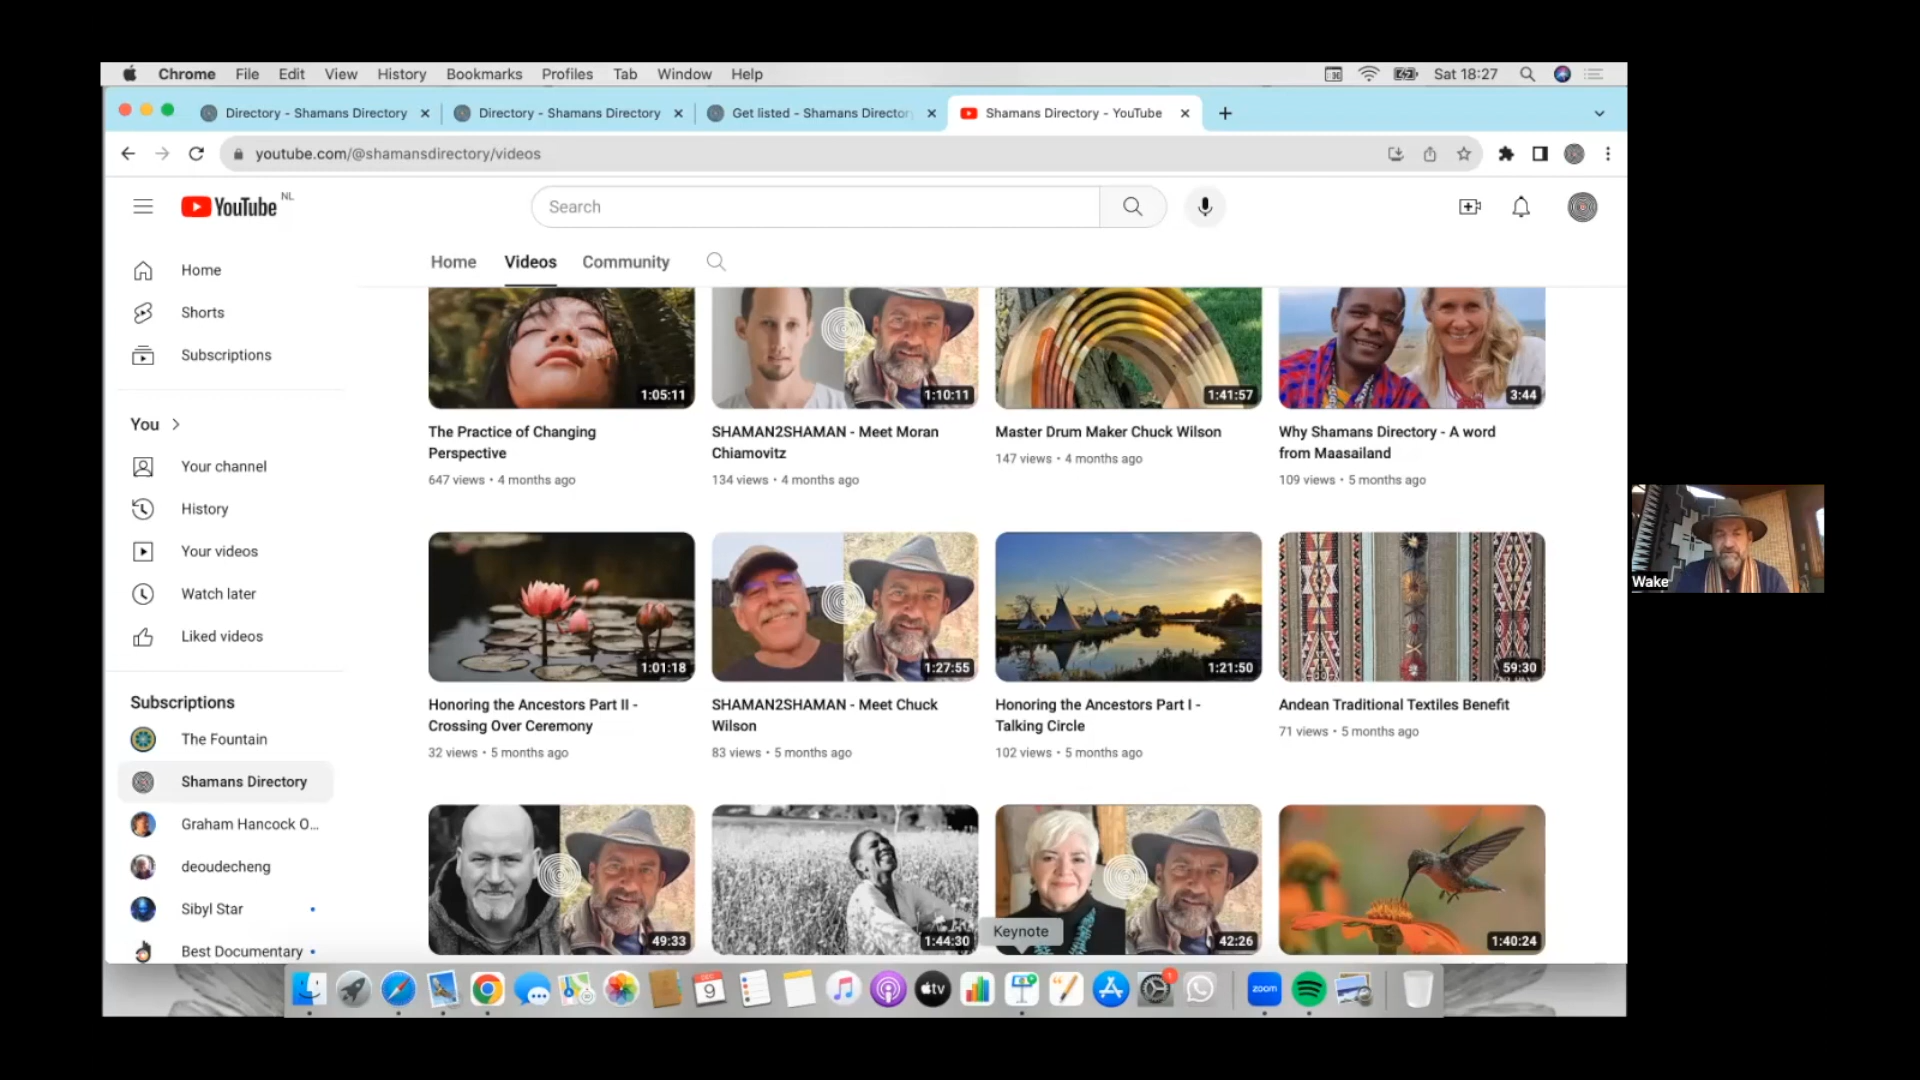 Chrome File Edit View History Bookmarks Profiles Tab Window Help Sat 18:27
Directory - Shamans Directory Directory - Shamans Directory Get listed - Shamans Director Shamans Directory - YouTube
youtube.com/@shamansdirectory/videos
YouTube NL
Search
Home Videos Community
Home
Shorts
Subscriptions
You
Your channel
History
Your videos
Watch later
Liked videos
Subscriptions
The Fountain
Shamans Directory
Graham Hancock O...
deoudecheng
Sibyl Star
Best Documentary
1:05:11
The Practice of Changing
Perspective
647 views • 4 months ago
1:10:11
SHAMAN2SHAMAN - Meet Moran
Chiamovitz
134 views • 4 months ago
1:41:57
Master Drum Maker Chuck Wilson
147 views • 4 months ago
3:44
Why Shamans Directory - A word
from Maasailand
109 views • 5 months ago
1:01:18
Honoring the Ancestors Part II -
Crossing Over Ceremony
32 views • 5 months ago
1:27:55
SHAMAN2SHAMAN - Meet Chuck
Wilson
83 views • 5 months ago
1:21:50
Honoring the Ancestors Part I -
Talking Circle
102 views • 5 months ago
59:30
Andean Traditional Textiles Benefit
71 views • 5 months ago
49:33
1:44:30
42:26
1:40:24
Keynote
DEC
9
tv
1
zoom
Wake